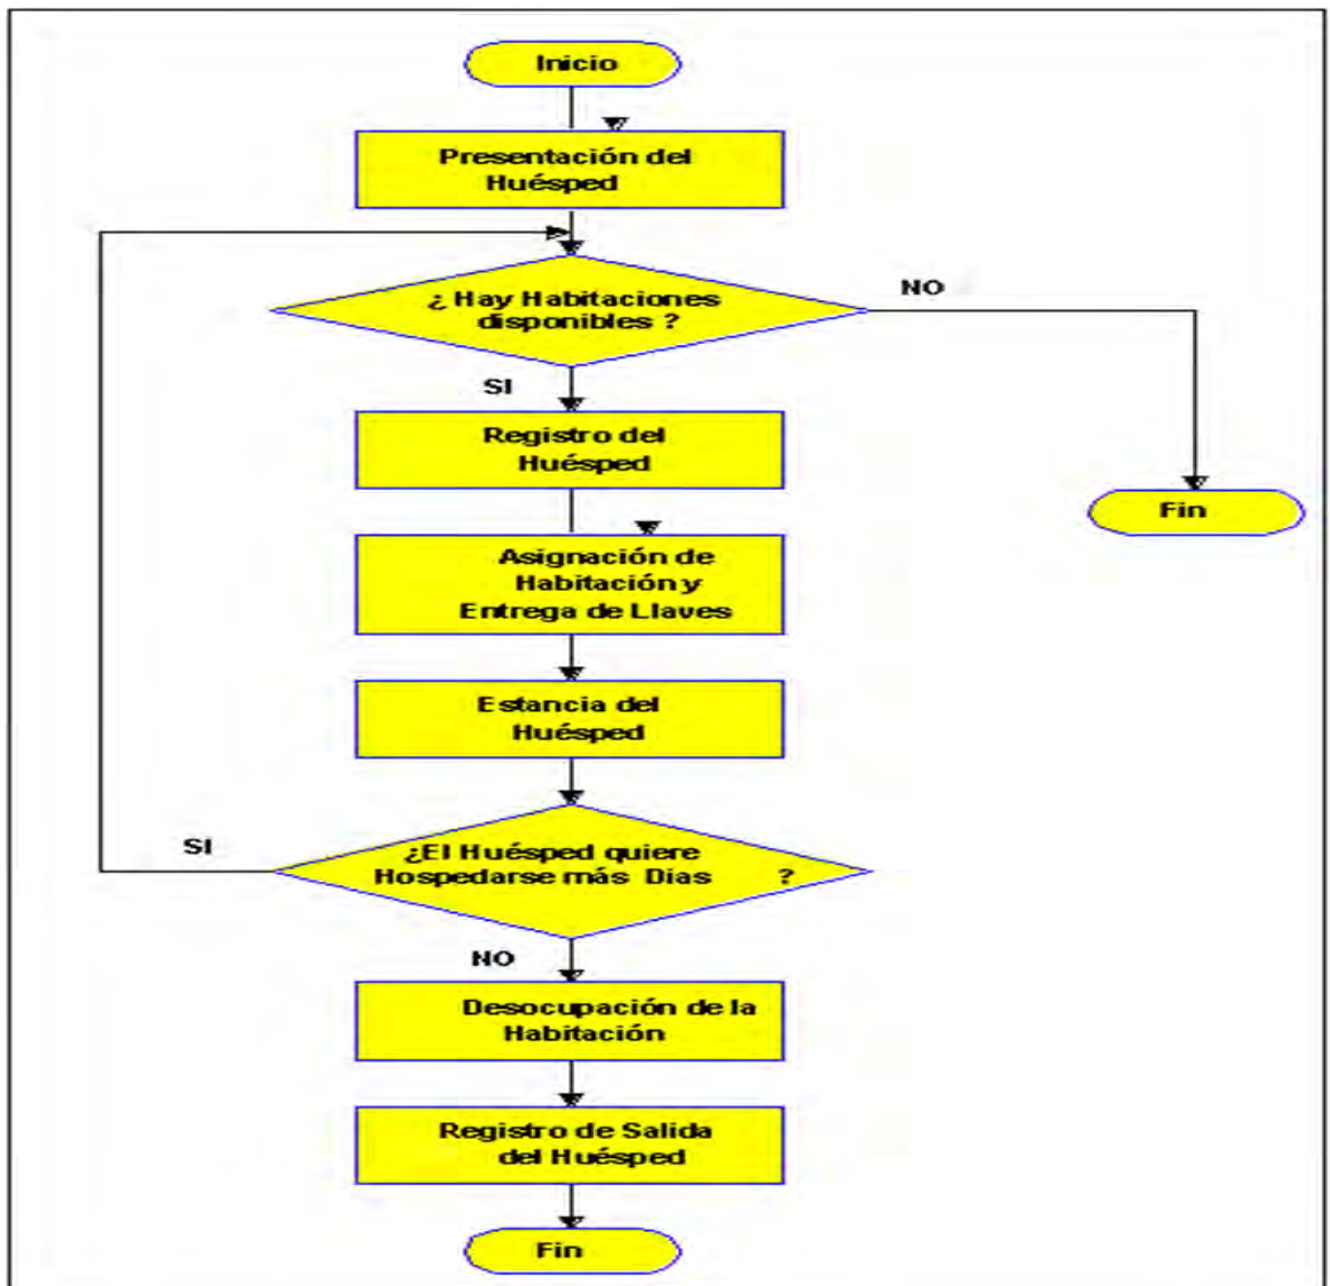 Inicio
Presentación del
Huésped
¿ Hay Habitaciones
disponibles ?
NO
SI
Registro del
Huésped
Fin
Asignación de
Habitación y
Entrega de Llaves
Estancia del
Huésped
SI
¿El Huésped quiere
Hospedarse más Dias ?
NO
Desocupación de la
Habitación
Registro de Salida
del Huésped
Fin